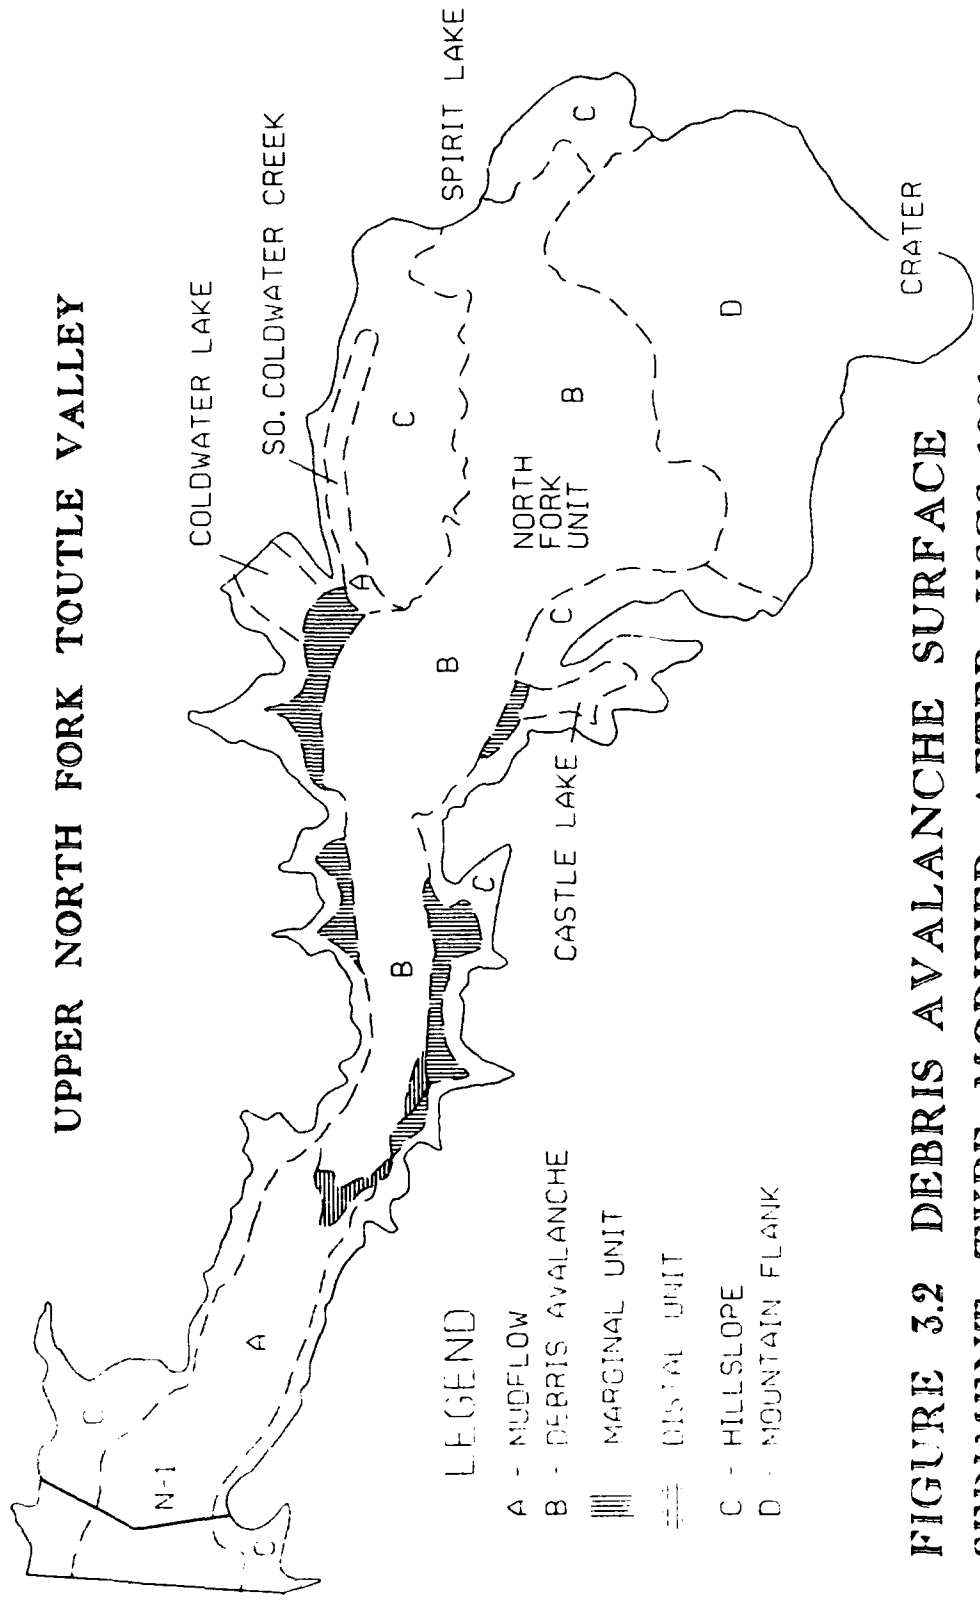 UPPER NORTH FORK TOUTLE VALLEY
COLDWATER LAKE
SO. COLDWATER CREEK
SPIRIT LAKE
C
C
A
B
NORTH
FORK
UNIT
B
D
B
C
CRATER
CASTLE LAKE
C
B
A
C
N-1
C
LEGEND
A - MUDFLOW
B - DEBRIS AVALANCHE
MARGINAL UNIT
DISTAL UNIT
C - HILLSLOPE
D - MOUNTAIN FLANK
FIGURE 3.2 DEBRIS AVALANCHE SURFACE